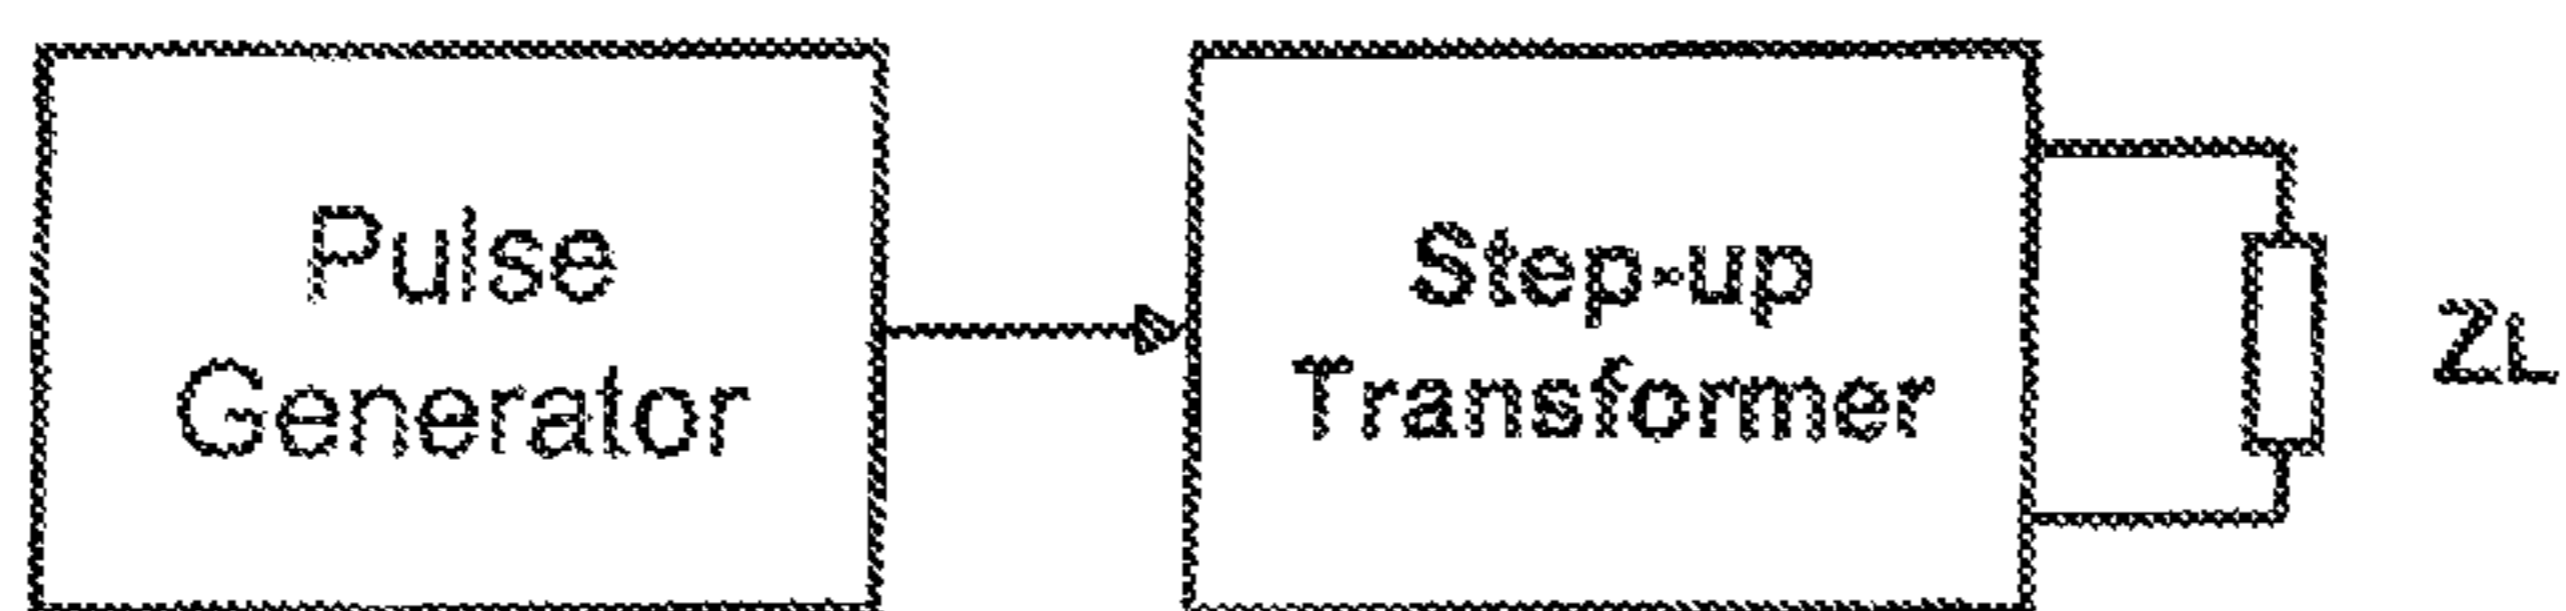 Pulse
Generator
Step-up
Transformer
ZL